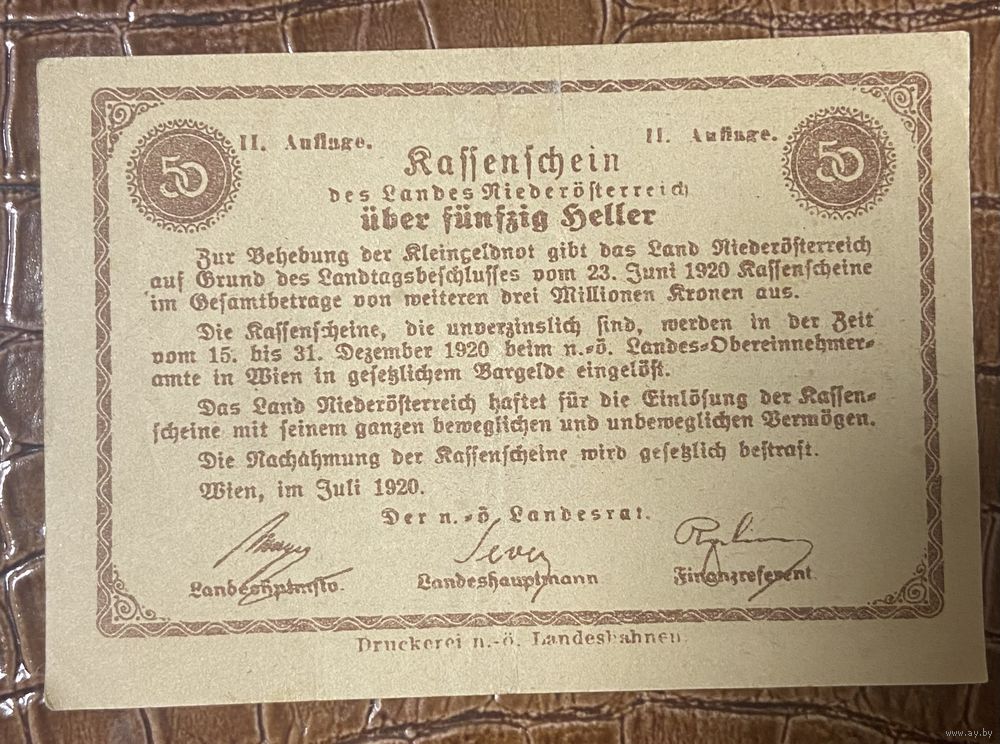 50
II. Auflage.
II. Auflage.
50
Kassenschein
des Landes Niederösterreich
über fünfzig Heller
Zur Behebung der Kleingeldnot gibt das Land Niederösterreich
auf Grund des Landtagsbeschlusses vom 23. Juni 1920 Kassenscheine
im Gesamtbetrage von weiteren drei Millionen Kronen aus.
Die Kassenscheine, die unverzinslich sind, werden in der Zeit
vom 15. bis 31. Dezember 1920 beim n.-ö. Landes-Obereinnehmer-
amte in Wien in gesetzlichem Bargelde eingelöst.
Das Land Niederösterreich haftet für die Einlösung der Kassen-
scheine mit seinem ganzen beweglichen und unbeweglichen Vermögen.
Die Nachahmung der Kassenscheine wird gesetzlich bestraft.
Wien, im Juli 1920.
Der n.-ö. Landesrat.
Sever
Landeshauptmann
Finanzreferent
Druckerei n.-ö. Landesbahnen.
www.ay.by